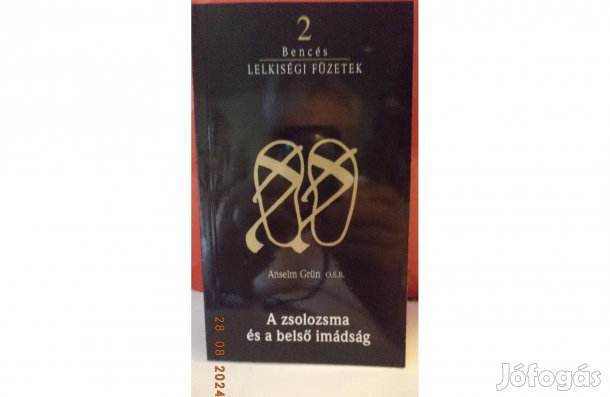 2
Bencés
LELKISÉGI FÜZETEK
Anselm Grün O.S.B.
A zsolozsma
és a belső imádság
28-08-2024
Jófogás